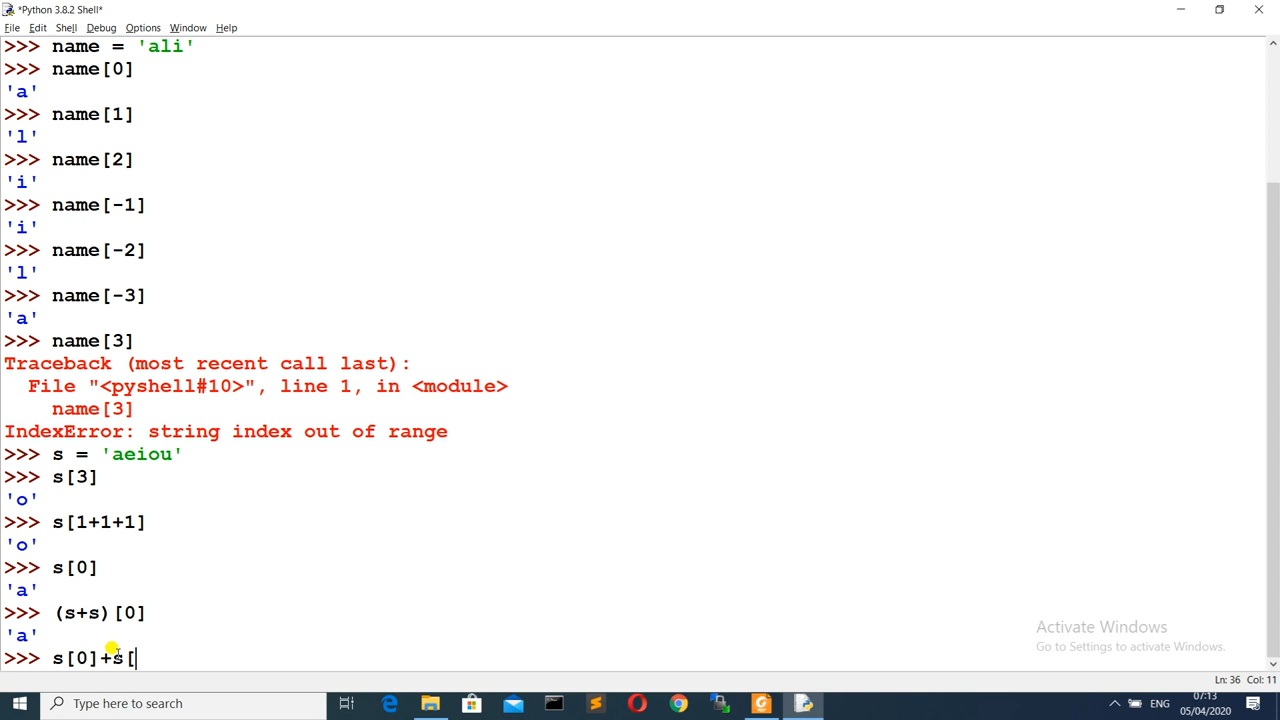 *Python 3.8.2 Shell*
File Edit Shell Debug Options Window Help
>>> name = 'ali'
>>> name[0]
'a'
>>> name[1]
'l'
>>> name[2]
'i'
>>> name[-1]
'i'
>>> name[-2]
'l'
>>> name[-3]
'a'
>>> name[3]
Traceback (most recent call last):
  File "<pyshell#10>", line 1, in <module>
    name[3]
IndexError: string index out of range
>>> s = 'aeiou'
>>> s[3]
'o'
>>> s[1+1+1]
'o'
>>> s[0]
'a'
>>> (s+s)[0]
'a'
>>> s[0]+s[
Activate Windows
Go to Settings to activate Windows.
Ln: 36 Col: 11
Type here to search
ENG
07:13
05/04/2020